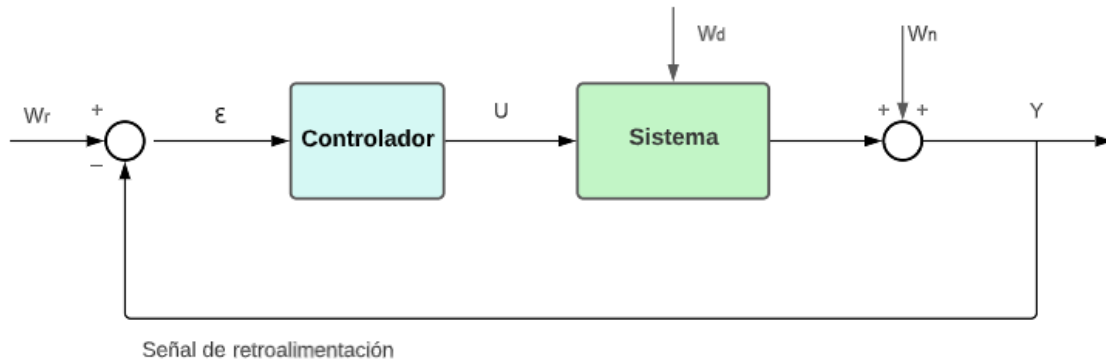 Wd
Wn
Wr
+
ε
Controlador
U
Sistema
+ +
Y
–
Señal de retroalimentación